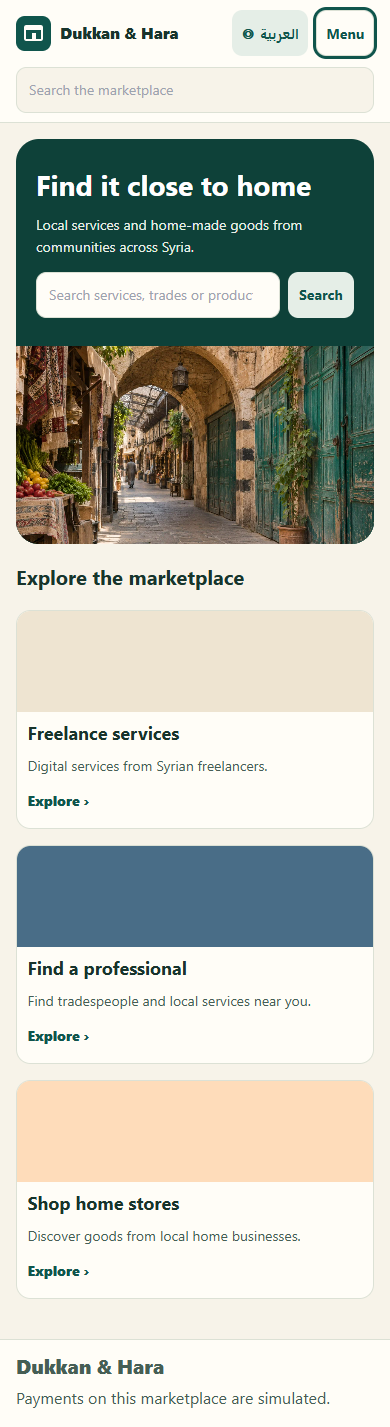 Dukkan & Hara
العربية
Menu
Search the marketplace
Find it close to home
Local services and home-made goods from
communities across Syria.
Search services, trades or produc
Search
Explore the marketplace
Freelance services
Digital services from Syrian freelancers.
Explore ›
Find a professional
Find tradespeople and local services near you.
Explore ›
Shop home stores
Discover goods from local home businesses.
Explore ›
Dukkan & Hara
Payments on this marketplace are simulated.